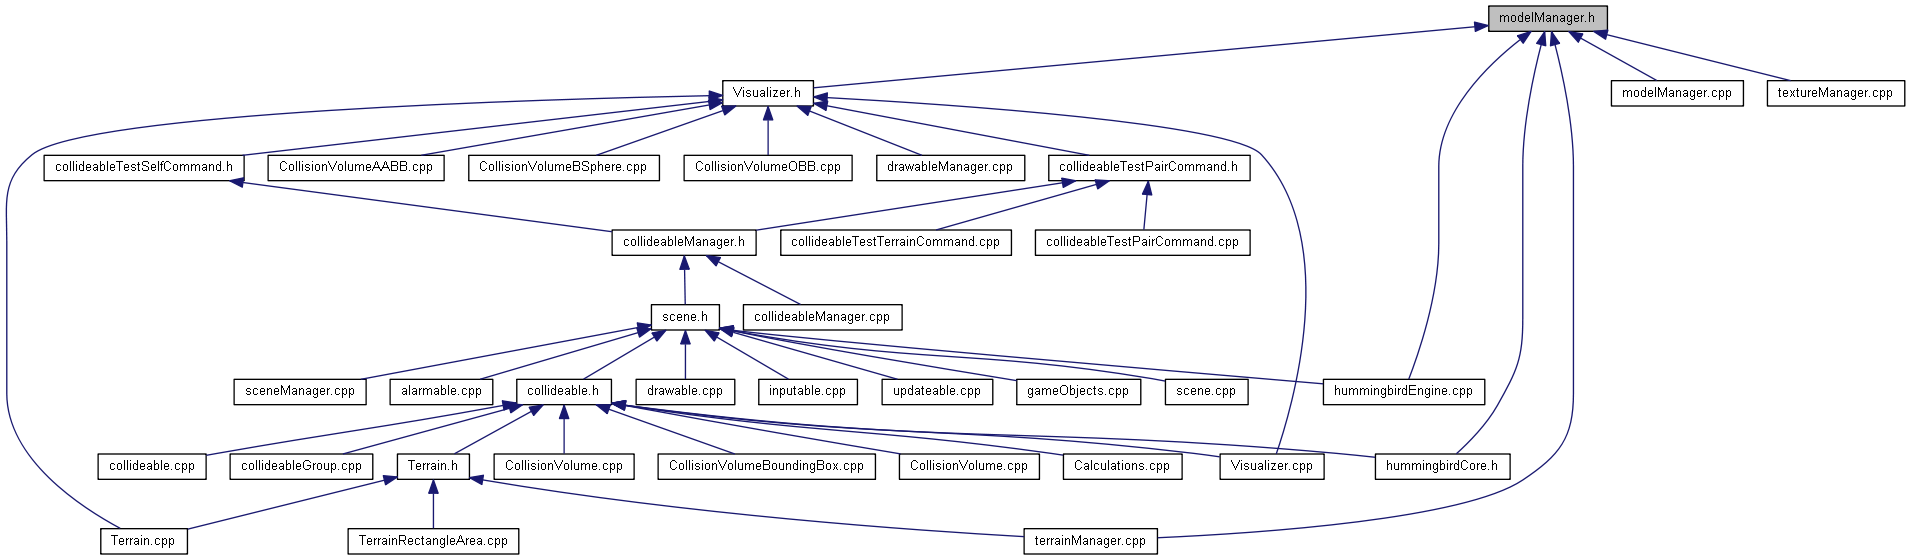 modelManager.h
Visualizer.h
modelManager.cpp
textureManager.cpp
collideableTestSelfCommand.h
CollisionVolumeAABB.cpp
CollisionVolumeBSphere.cpp
CollisionVolumeOBB.cpp
drawableManager.cpp
collideableTestPairCommand.h
collideableManager.h
collideableTestTerrainCommand.cpp
collideableTestPairCommand.cpp
scene.h
collideableManager.cpp
sceneManager.cpp
alarmable.cpp
collideable.h
drawable.cpp
inputable.cpp
updateable.cpp
gameObjects.cpp
scene.cpp
hummingbirdEngine.cpp
collideable.cpp
collideableGroup.cpp
Terrain.h
CollisionVolume.cpp
CollisionVolumeBoundingBox.cpp
CollisionVolume.cpp
Calculations.cpp
Visualizer.cpp
hummingbirdCore.h
Terrain.cpp
TerrainRectangleArea.cpp
terrainManager.cpp